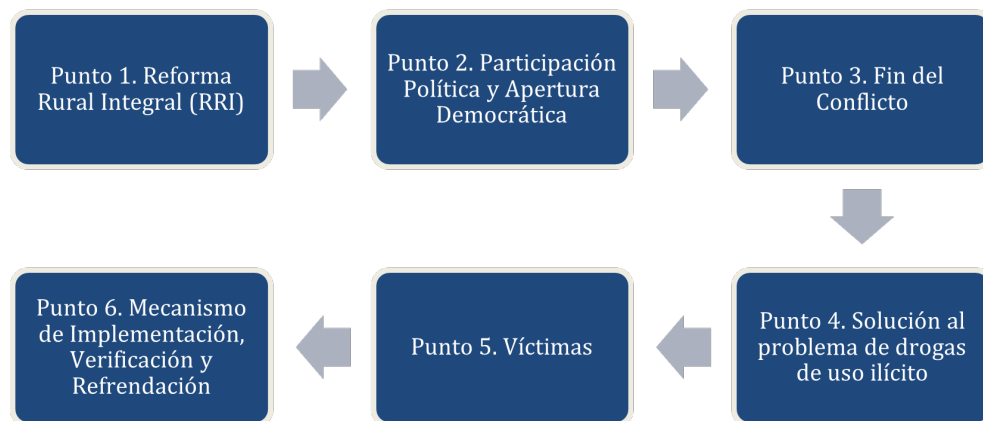 Punto 1. Reforma
Rural Integral (RRI)
Punto 2. Participación
Política y Apertura
Democrática
Punto 3. Fin del
Conflicto
Punto 4. Solución al
problema de drogas
de uso ilícito
Punto 5. Víctimas
Punto 6. Mecanismo
de Implementación,
Verificación y
Refrendación